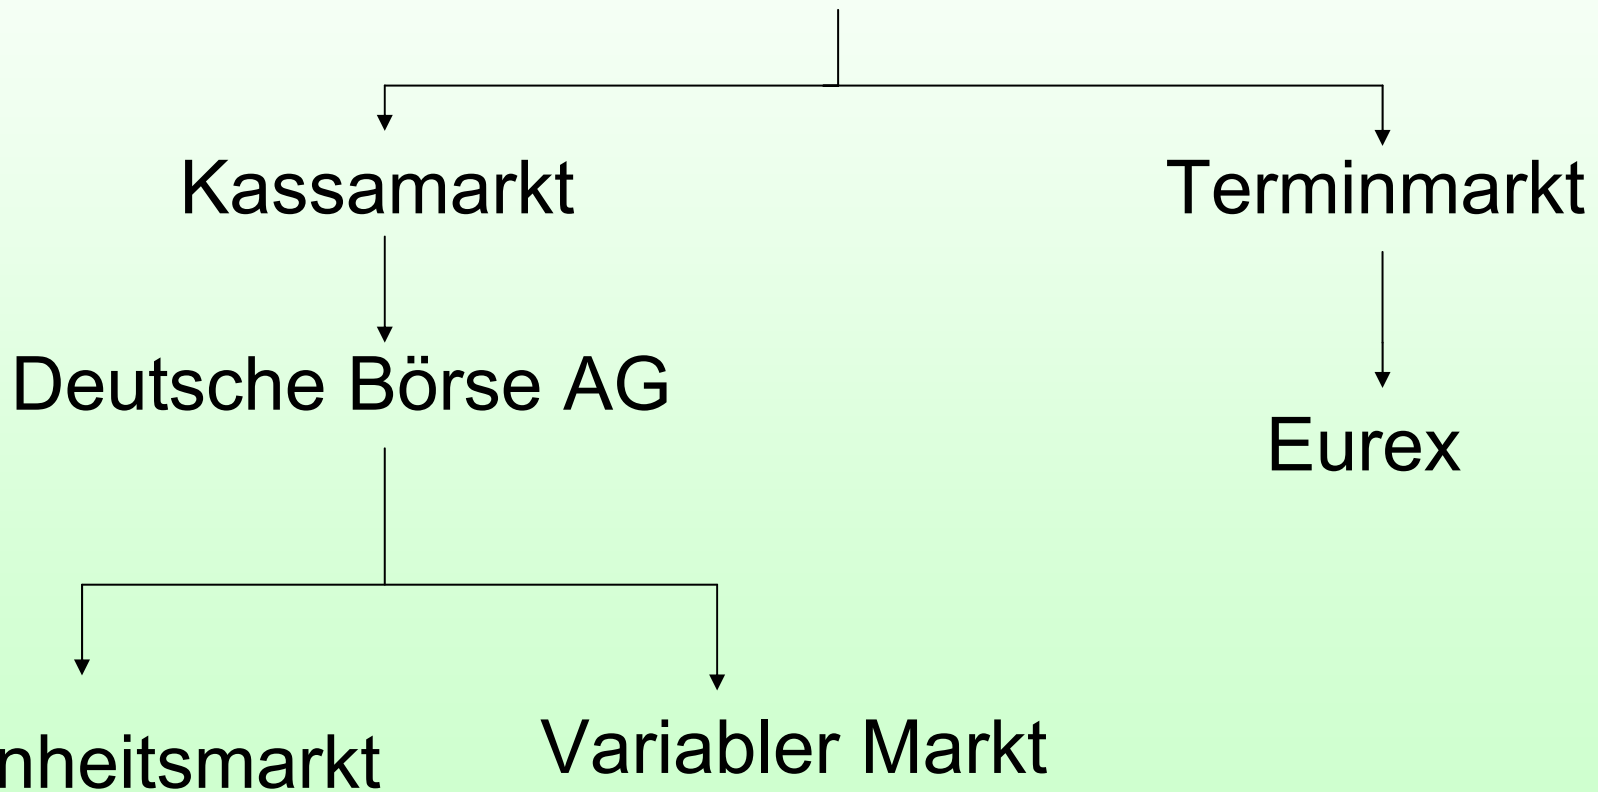 Kassamarkt
Terminmarkt
Deutsche Börse AG
Eurex
nheitsmarkt
Variabler Markt